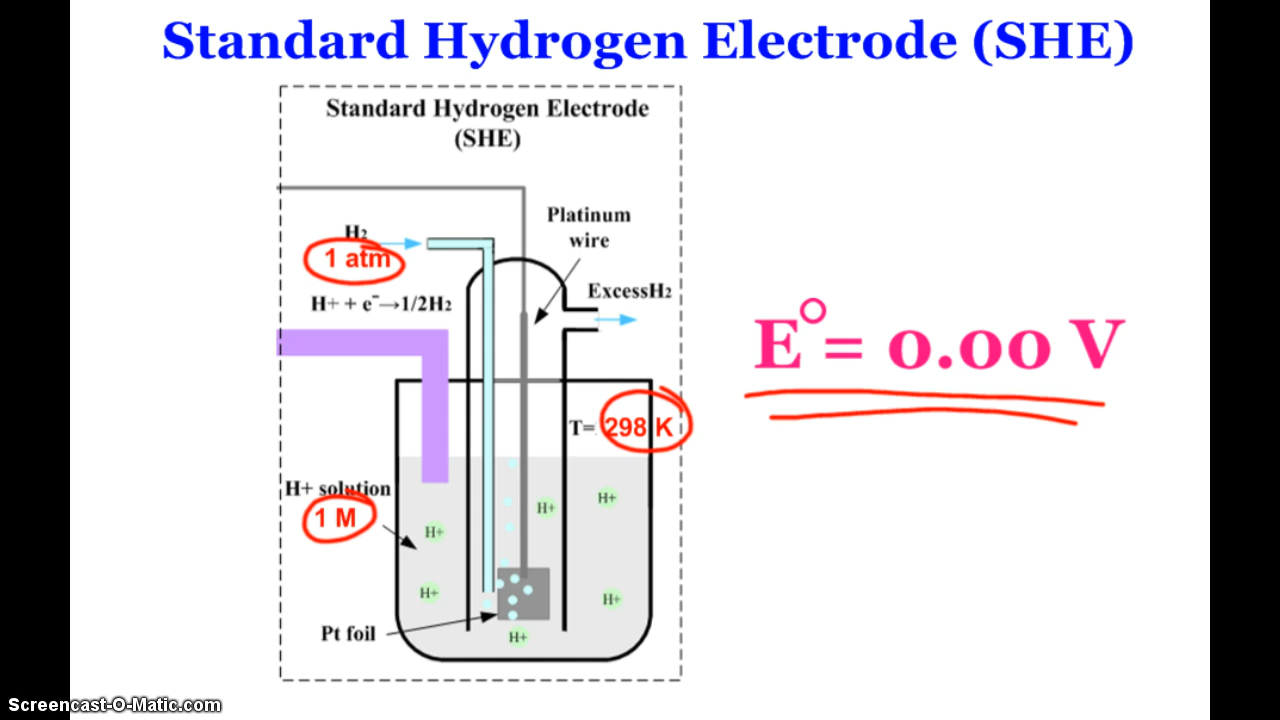 Standard Hydrogen Electrode (SHE)
Standard Hydrogen Electrode
(SHE)
Platinum
wire
H2
1 atm
ExcessH2
H+ + e⁻→1/2H2
E° = 0.00 V
T= 298 K
H+ solution
1 M
H+
H+
H+
H+
H+
Pt foil
H+
Screencast-O-Matic.com